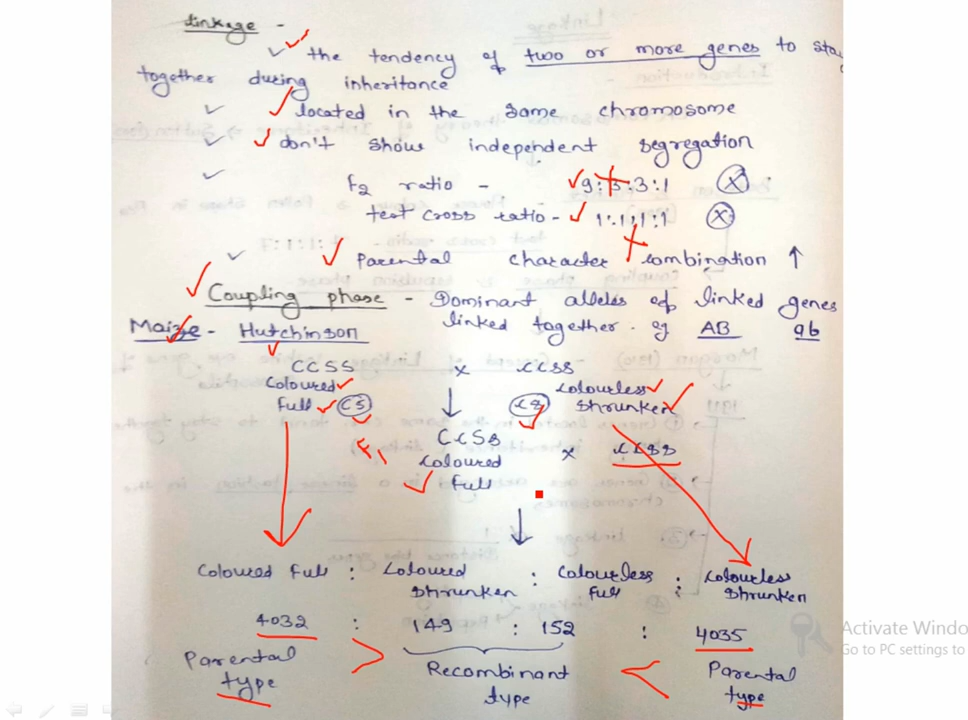 Linkage -
the tendency of two or more genes to stay
together during inheritance
located in the same chromosome
don't show independent segregation
F2 ratio - 9:3:3:1
test cross ratio - 1:1:1:1
Parental character combination ↑
Coupling phase - Dominant alleles of linked genes
linked together. eg AB ab
Maize - Hutchinson
CCSS x ccss
Coloured Colourless
full CS cs Shrunken
F1 CcSs x ccss
Coloured
full
Coloured full : Coloured Shrunken : Colourless full : Colourless Shrunken
4032 : 149 : 152 : 4035
Parental type > Recombinant type < Parental type
Activate Windo
Go to PC settings to